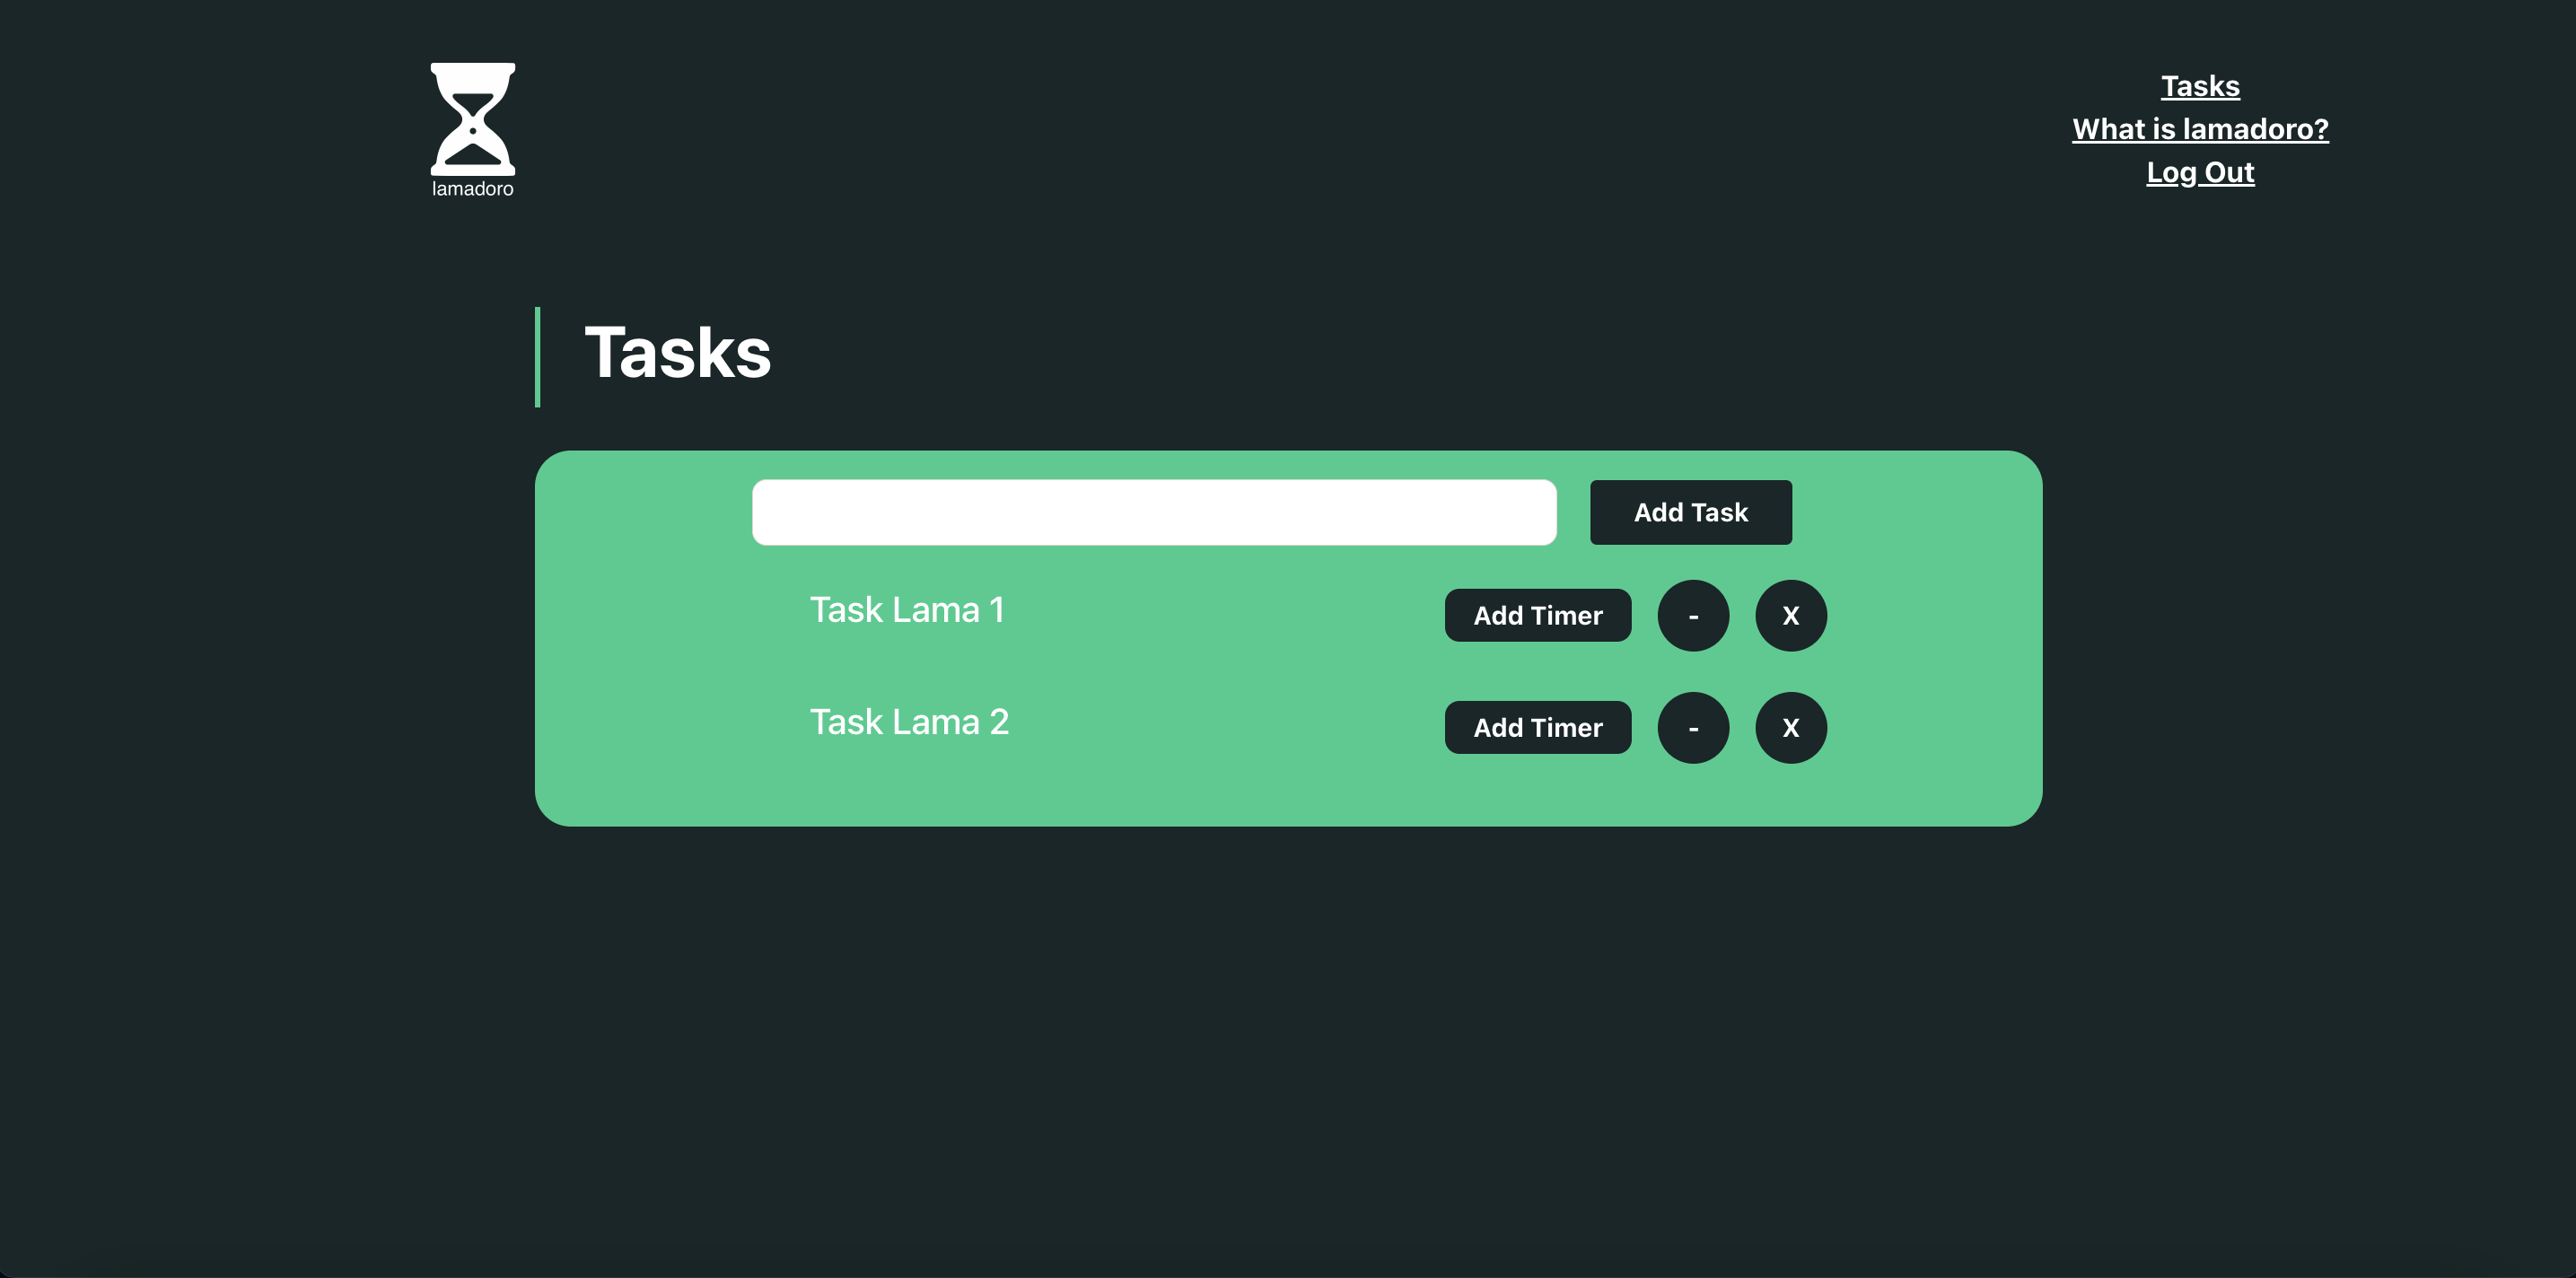 lamadoro
Tasks
What is lamadoro?
Log Out
Tasks
Add Task
Task Lama 1
Add Timer
-
X
Task Lama 2
Add Timer
-
X